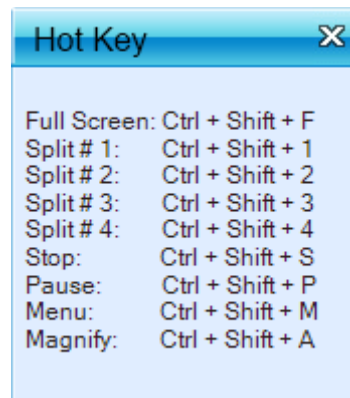 Hot Key
Full Screen: Ctrl + Shift + F
Split # 1: Ctrl + Shift + 1
Split # 2: Ctrl + Shift + 2
Split # 3: Ctrl + Shift + 3
Split # 4: Ctrl + Shift + 4
Stop: Ctrl + Shift + S
Pause: Ctrl + Shift + P
Menu: Ctrl + Shift + M
Magnify: Ctrl + Shift + A